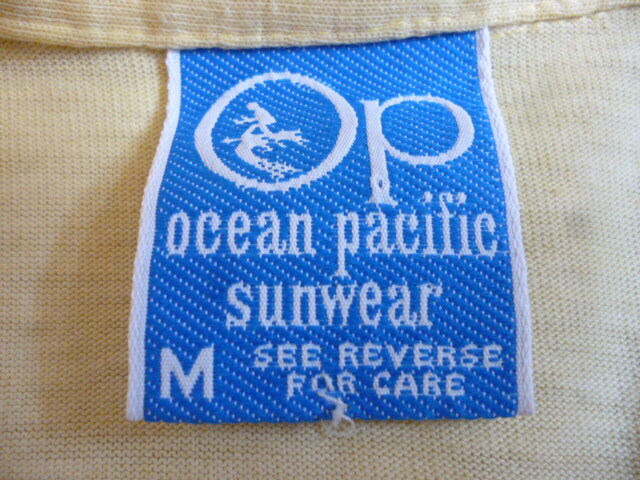 Op
ocean pacific
sunwear
M SEE REVERSE
FOR CARE